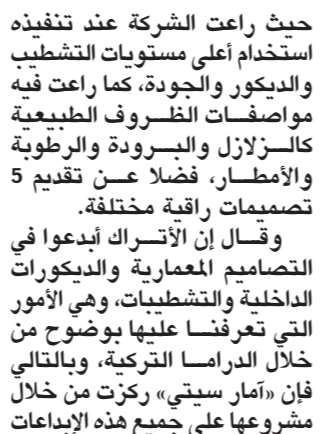 حيث راعت الشركة عند تنفيذه
استخدام أعلى مستويات التشطيب
والديكور والجودة، كما راعت فيه
مواصفات الظروف الطبيعية
كالزلازل والبرودة والرطوبة
والأمطار، فضلا عن تقديم 5
تصميمات راقية مختلفة.
وقال إن الأتراك أبدعوا في
التصاميم المعمارية والديكورات
الداخلية والتشطيبات، وهي الأمور
التي تعرفنا عليها بوضوح من
خلال الدراما التركية، وبالتالي
فإن «آمار سيتي» ركزت من خلال
مشروعها على جميع هذه الإبداعات